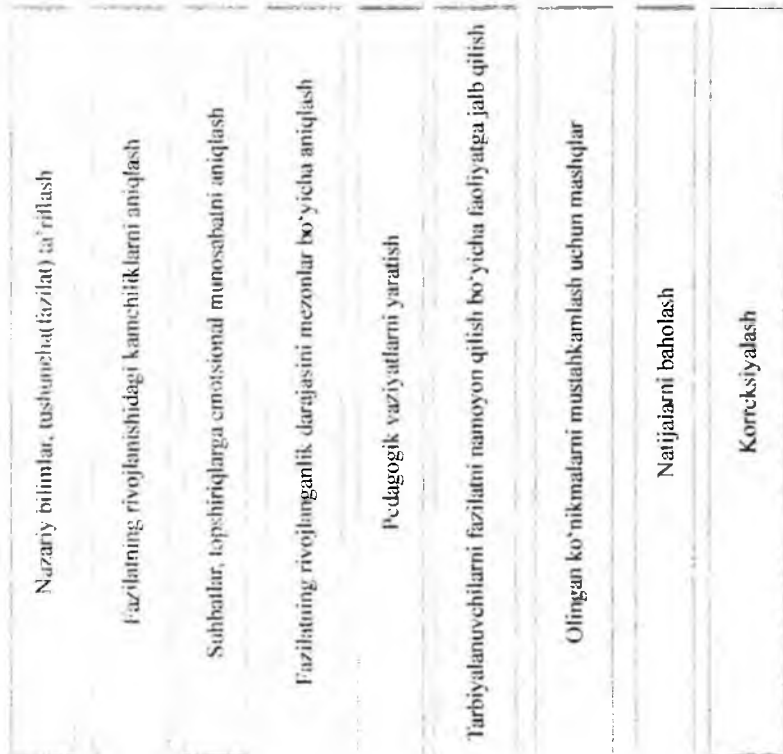 Nazariy bilimlar, tushuncha(fazilat) ta`riflash
Fazilatning rivojlanishidagi kamchiliklarni aniqlash
Suhbatlar, topshiriqlarga emotsional munosabatni aniqlash
Fazilatning rivojlanganlik darajasini mezonlar bo`yicha aniqlash
Pedagogik vaziyatlarni yaratish
Tarbiyalanuvchilarni fazilatni namoyon qilish bo`yicha faoliyatga jalb qilish
Olingan ko`nikmalarni mustahkamlash uchun mashqlar
Natijalarni baholash
Korreksiyalash